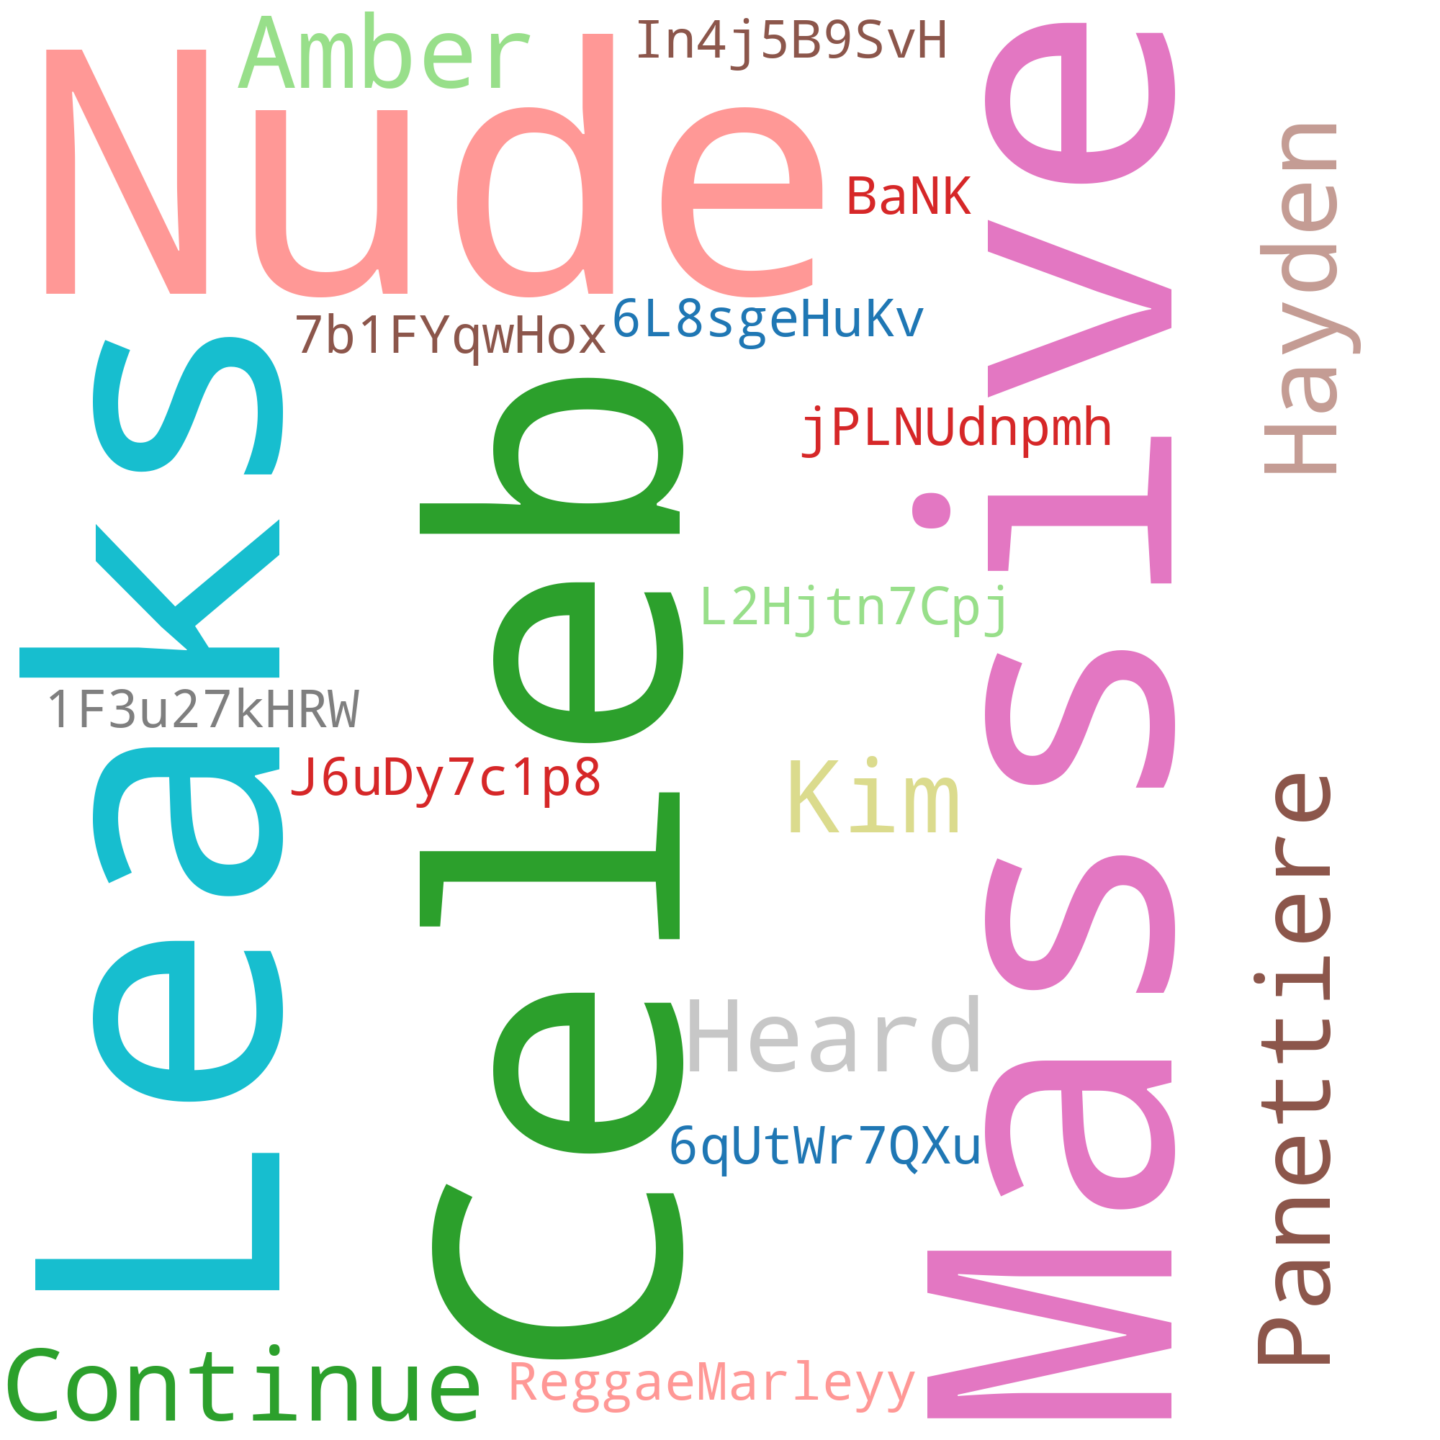 Amber
In4j5B9SvH
Nude
BaNK
Hayden
7b1FYqwHox
6L8sgeHuKv
jPLNUdnpmh
Leaks
Celeb
Massive
L2Hjtn7Cpj
1F3u27kHRW
J6uDy7c1p8
Kim
Panettiere
Heard
6qUtWr7QXu
Continue
ReggaeMarleyy